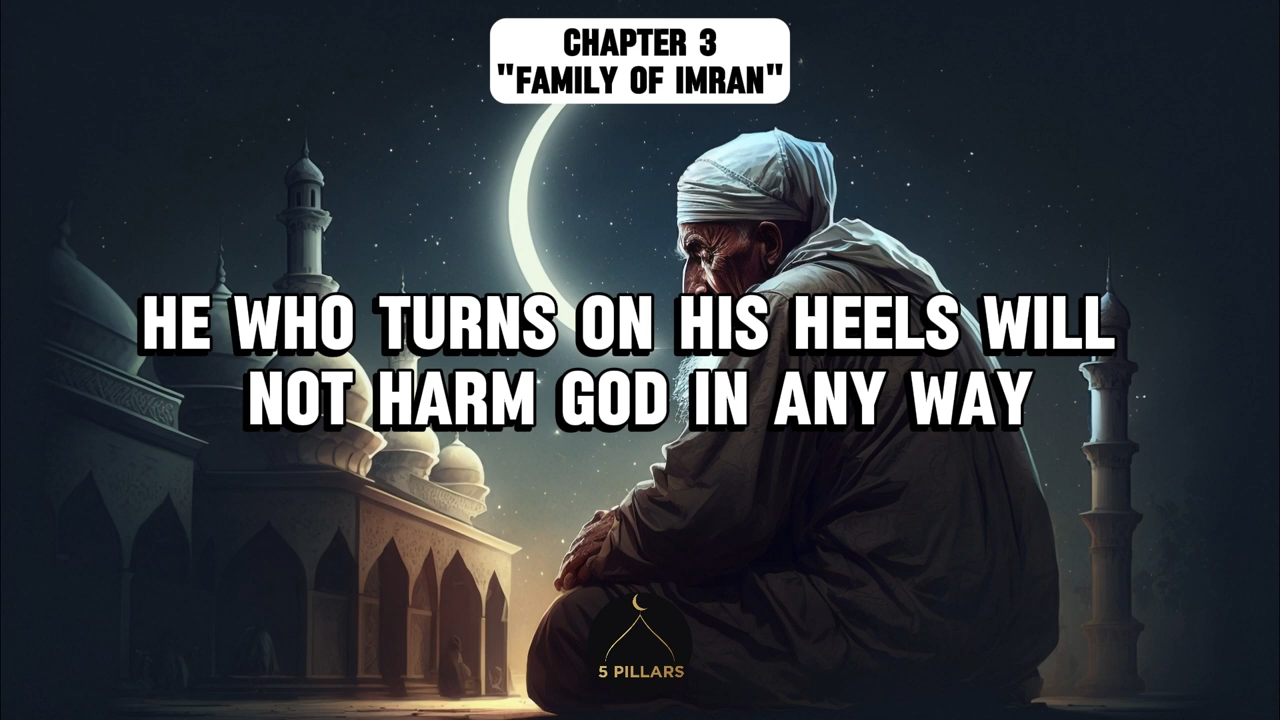 CHAPTER 3
"FAMILY OF IMRAN"
HE WHO TURNS ON HIS HEELS WILL
NOT HARM GOD IN ANY WAY
5 PILLARS